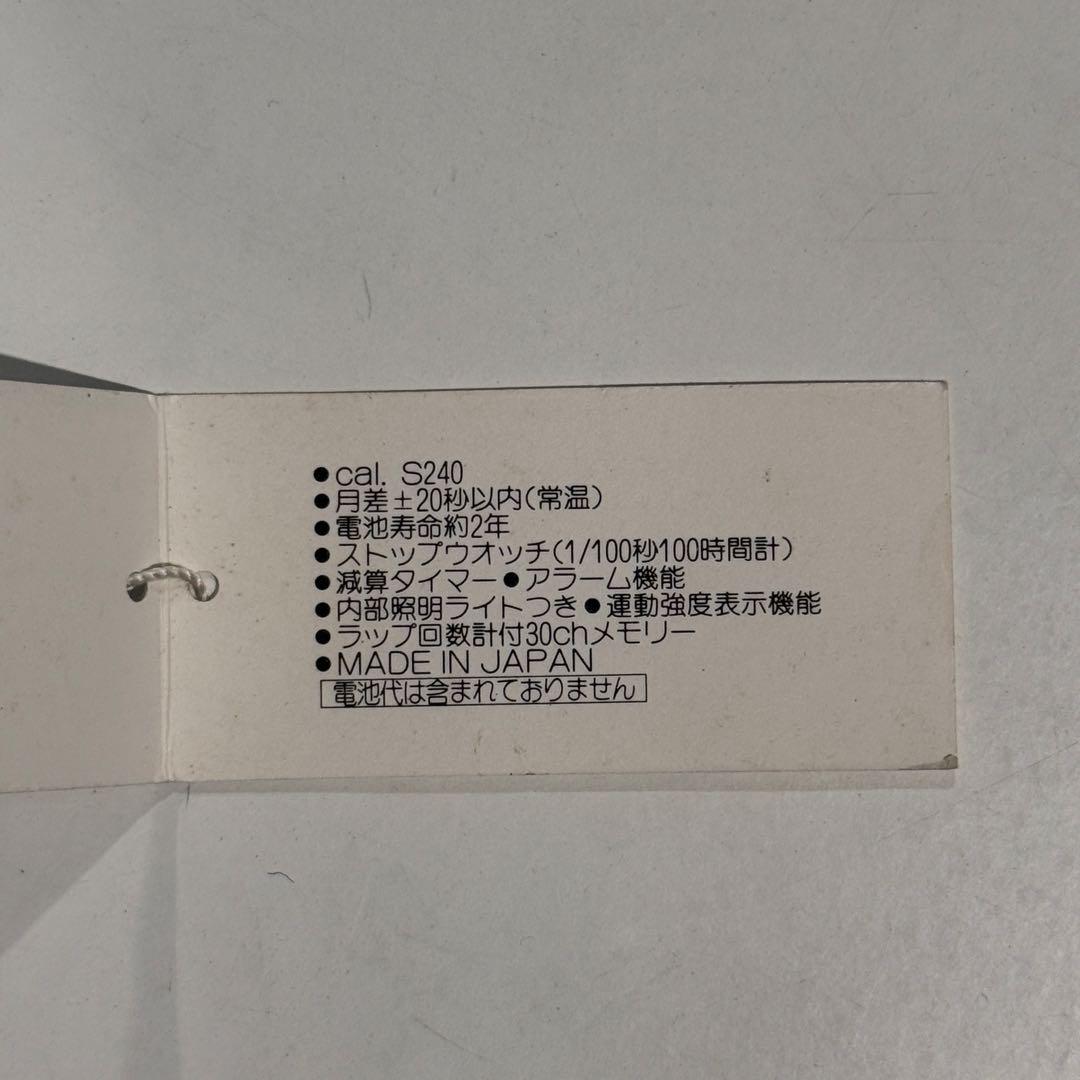 ●cal. S240
●月差±20秒以内(常温)
●電池寿命約2年
●ストップウオッチ(1/100秒100時間計)
●減算タイマー●アラーム機能
●内部照明ライトつき●運動強度表示機能
●ラップ回数計付30chメモリー
●MADE IN JAPAN
電池代は含まれておりません